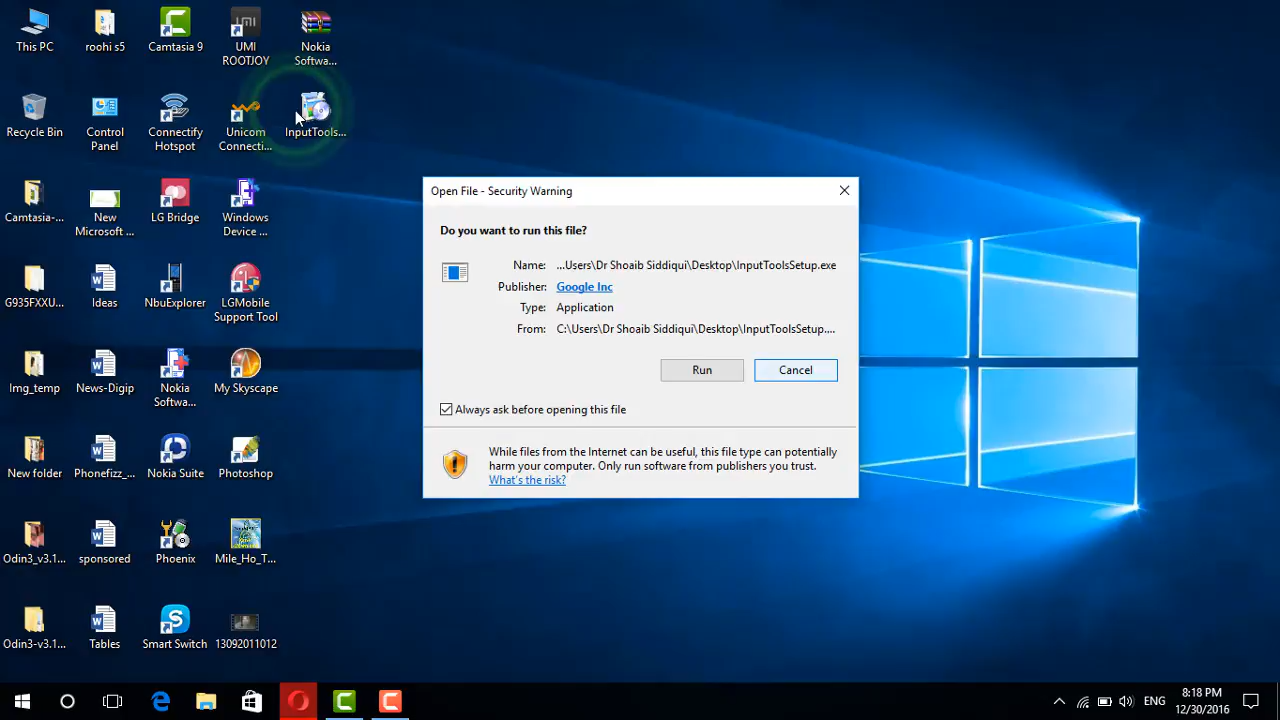 This PC
roohi s5
Camtasia 9
UMI
ROOTJOY
Nokia
Softwa...
Recycle Bin
Control
Panel
Connectify
Hotspot
Unicom
Connecti...
InputTools...
Camtasia-...
New
Microsoft ...
LG Bridge
Windows
Device ...
G935FXXU...
Ideas
NbuExplorer
LGMobile
Support Tool
Img_temp
News-Digip
Nokia
Softwa...
My Skyscape
New folder
Phonefizz_...
Nokia Suite
Photoshop
Odin3_v3.1...
sponsored
Phoenix
Mile_Ho_T...
Odin3-v3.1...
Tables
Smart Switch
13092011012
Open File - Security Warning
Do you want to run this file?
Name: ...Users\Dr Shoaib Siddiqui\Desktop\InputToolsSetup.exe
Publisher: Google Inc
Type: Application
From: C:\Users\Dr Shoaib Siddiqui\Desktop\InputToolsSetup....
Run
Cancel
Always ask before opening this file
While files from the Internet can be useful, this file type can potentially
harm your computer. Only run software from publishers you trust.
What's the risk?
ENG
8:18 PM
12/30/2016